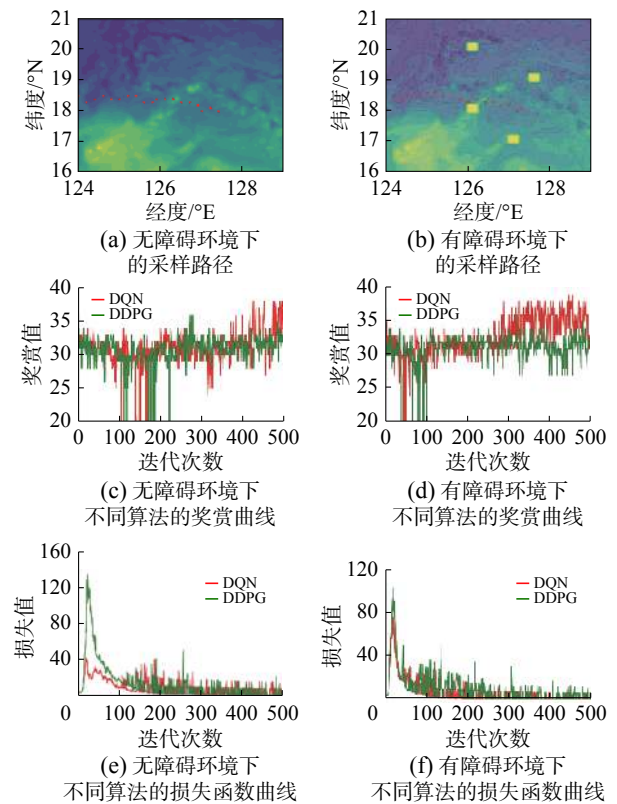 21
20
19
18
17
16
纬度/°N
124
126
128
经度/°E
(a) 无障碍环境下
的采样路径
21
20
19
18
17
16
纬度/°N
124
126
128
经度/°E
(b) 有障碍环境下
的采样路径
40
35
30
25
20
奖赏值
DQN
DDPG
0
100
200
300
400
500
迭代次数
(c) 无障碍环境下
不同算法的奖赏曲线
40
35
30
25
20
奖赏值
DQN
DDPG
0
100
200
300
400
500
迭代次数
(d) 有障碍环境下
不同算法的奖赏曲线
160
120
80
40
损失值
DQN
DDPG
0
100
200
300
400
500
迭代次数
(e) 无障碍环境下
不同算法的损失函数曲线
120
80
40
损失值
DQN
DDPG
0
100
200
300
400
500
迭代次数
(f) 有障碍环境下
不同算法的损失函数曲线